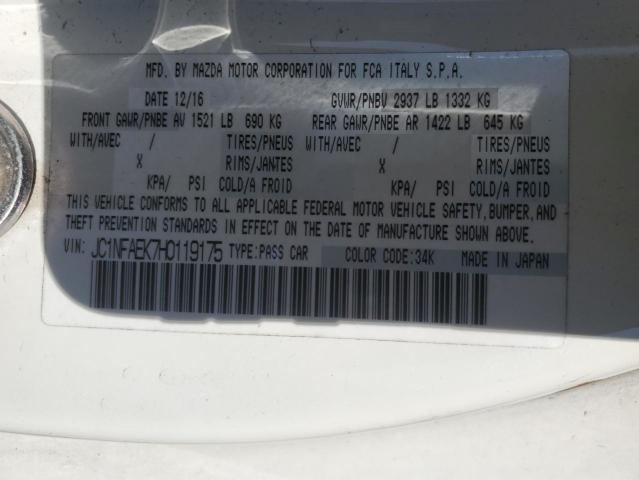 MFD. BY MAZDA MOTOR CORPORATION FOR FCA ITALY S.P.A.
DATE 12/16 GVWR/PNBV 2937 LB 1332 KG
FRONT GAWR/PNBE AV 1521 LB 690 KG REAR GAWR/PNBE AR 1422 LB 645 KG
WITH/AVEC / TIRES/PNEUS WITH/AVEC / TIRES/PNEUS
X RIMS/JANTES X RIMS/JANTES
KPA/ PSI COLD/A FROID KPA/ PSI COLD/A FROID
THIS VEHICLE CONFORMS TO ALL APPLICABLE FEDERAL MOTOR VEHICLE SAFETY, BUMPER, AND
THEFT PREVENTION STANDARDS IN EFFECT ON THE DATE OF MANUFACTURE SHOWN ABOVE.
VIN: JC1NFAEK7H0119175 TYPE: PASS CAR COLOR CODE: 34K MADE IN JAPAN